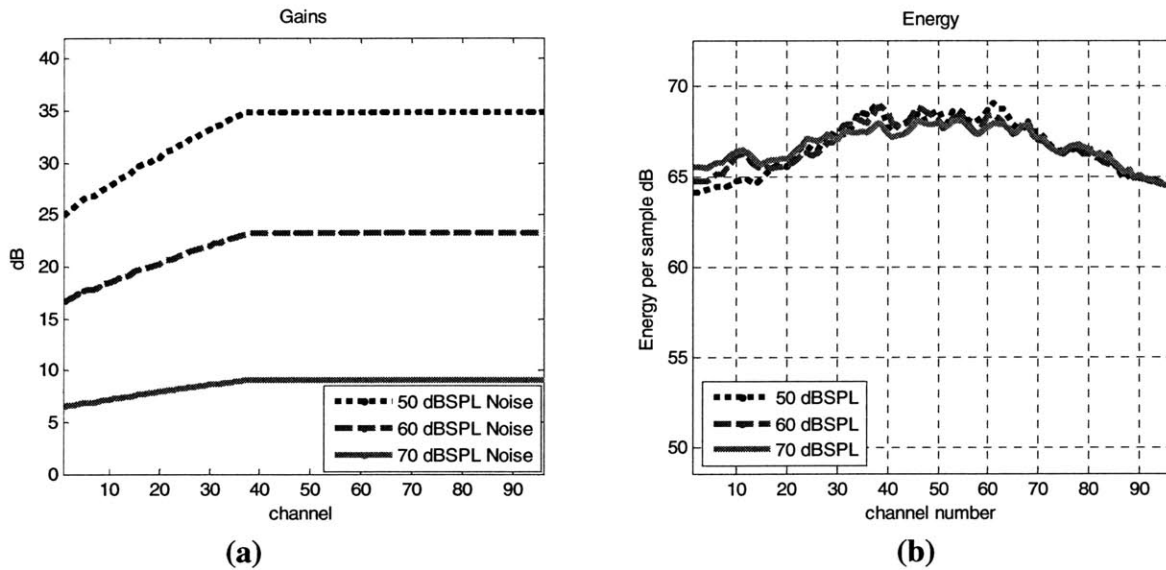 Gains
40
35
30
25
20
15
10
5
0
dB
10 20 30 40 50 60 70 80 90
channel
50 dBSPL Noise
60 dBSPL Noise
70 dBSPL Noise
(a)
Energy
70
65
60
55
50
Energy per sample dB
10 20 30 40 50 60 70 80 90
channel number
50 dBSPL
60 dBSPL
70 dBSPL
(b)